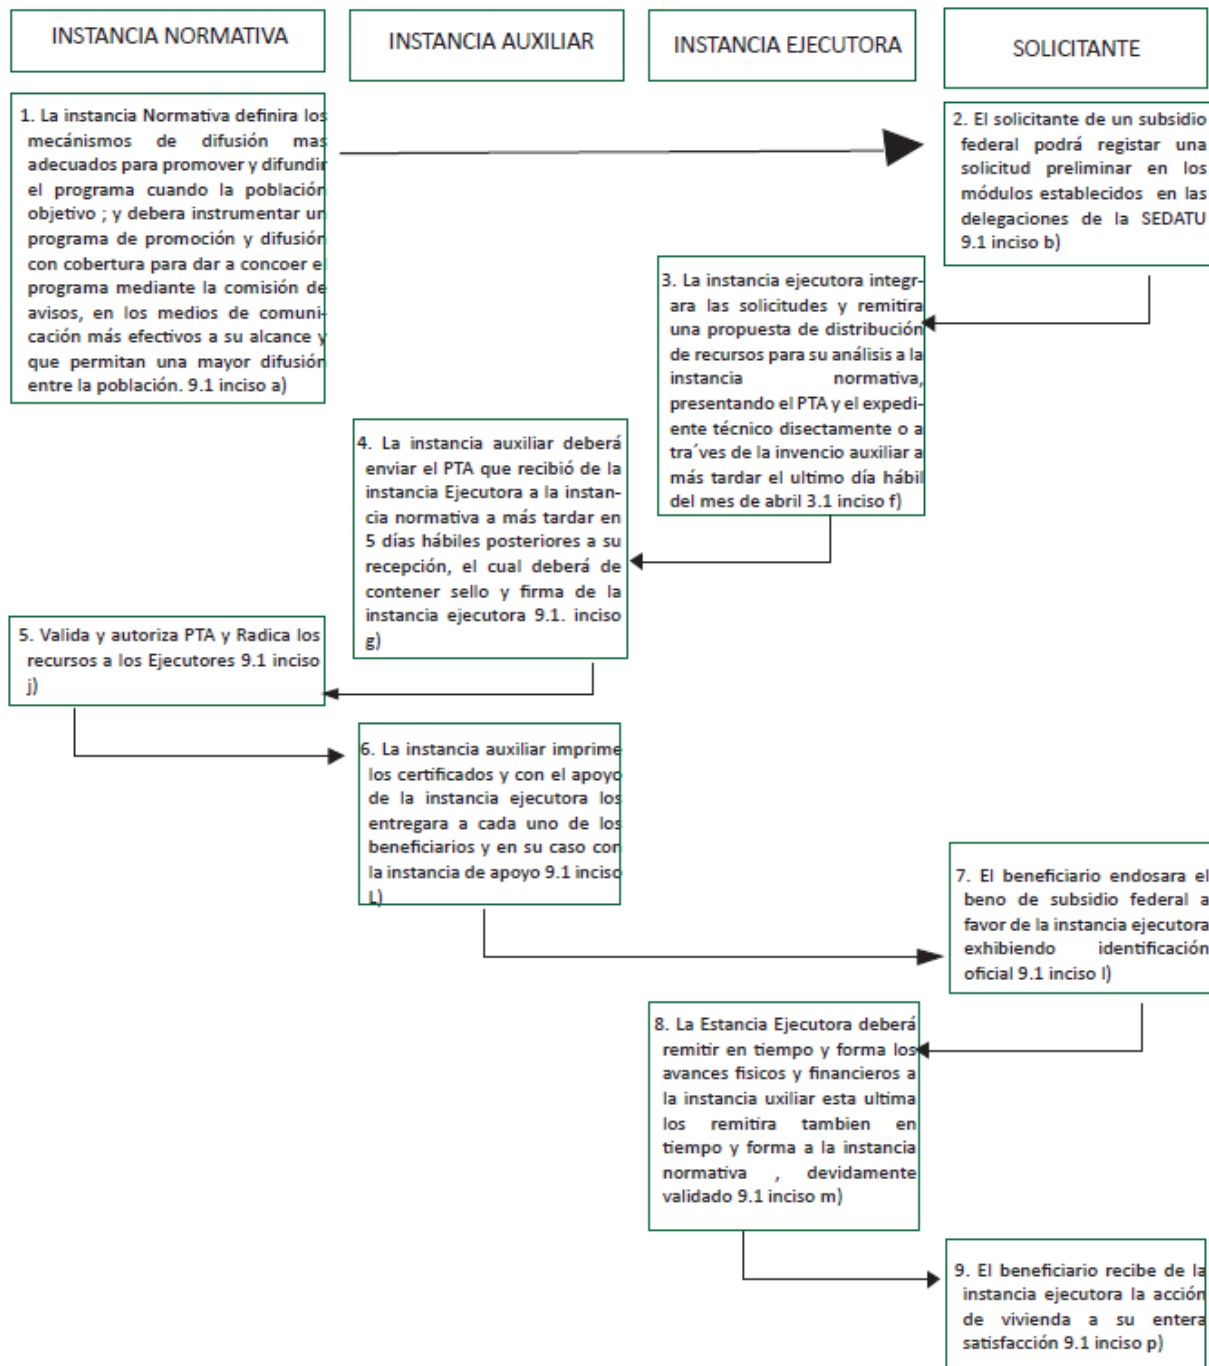 INSTANCIA NORMATIVA
INSTANCIA AUXILIAR
INSTANCIA EJECUTORA
SOLICITANTE
1. La instancia Normativa definira los
mecánismos de difusión mas
adecuados para promover y difundir
el programa cuando la población
objetivo ; y debera instrumentar un
programa de promoción y difusión
con cobertura para dar a concoer el
programa mediante la comisión de
avisos, en los medios de comuni-
cación más efectivos a su alcance y
que permitan una mayor difusión
entre la población. 9.1 inciso a)
2. El solicitante de un subsidio
federal podrá registar una
solicitud preliminar en los
módulos establecidos en las
delegaciones de la SEDATU
9.1 inciso b)
3. La instancia ejecutora integr-
ara las solicitudes y remitira
una propuesta de distribución
de recursos para su análisis a la
instancia normativa,
presentando el PTA y el expedi-
ente técnico disectamente o a
tra´ves de la invencio auxiliar a
más tardar el ultimo día hábil
del mes de abril 3.1 inciso f)
4. La instancia auxiliar deberá
enviar el PTA que recibió de la
instancia Ejecutora a la instan-
cia normativa a más tardar en
5 días hábiles posteriores a su
recepción, el cual deberá de
contener sello y firma de la
instancia ejecutora 9.1. inciso
g)
5. Valida y autoriza PTA y Radica los
recursos a los Ejecutores 9.1 inciso
j)
6. La instancia auxiliar imprime
los certificados y con el apoyo
de la instancia ejecutora los
entregara a cada uno de los
beneficiarios y en su caso con
la instancia de apoyo 9.1 inciso
L)
7. El beneficiario endosara el
beno de subsidio federal a
favor de la instancia ejecutora
exhibiendo identificación
oficial 9.1 inciso l)
8. La Estancia Ejecutora deberá
remitir en tiempo y forma los
avances fisicos y financieros a
la instancia uxiliar esta ultima
los remitira tambien en
tiempo y forma a la instancia
normativa , devidamente
validado 9.1 inciso m)
9. El beneficiario recibe de la
instancia ejecutora la acción
de vivienda a su entera
satisfacción 9.1 inciso p)